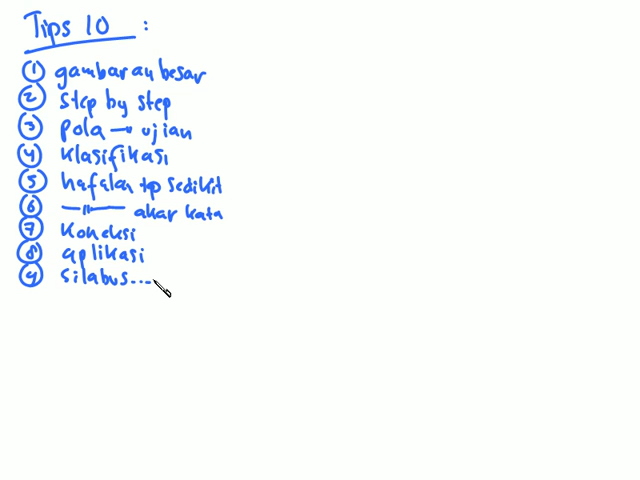 Tips 10 :
1 gambaran besar
2 step by step
3 pola → ujian
4 klasifikasi
5 hafalan tp sedikit
6 —〃— akar kata
7 koneksi
8 aplikasi
9 silabus....